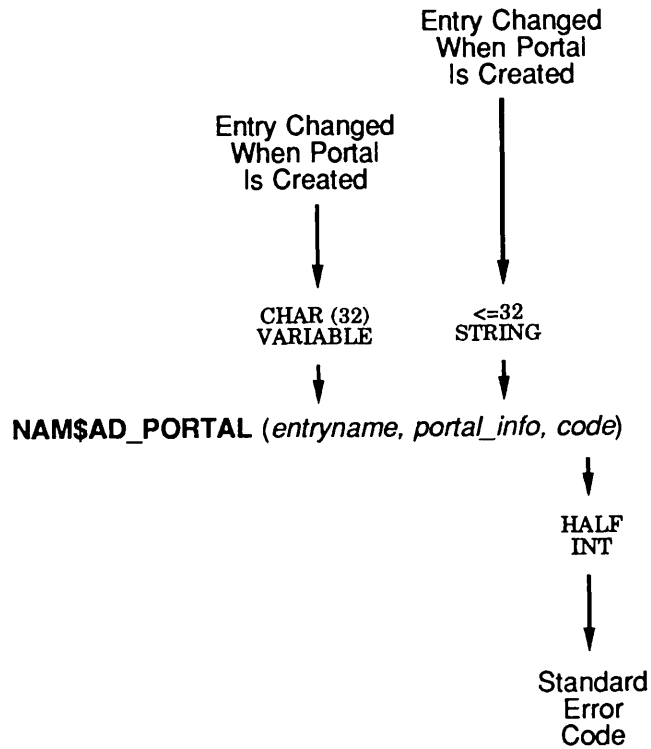 Entry Changed
When Portal
Is Created
Entry Changed
When Portal
Is Created
CHAR (32)
VARIABLE
<=32
STRING
NAM$AD_PORTAL (entryname, portal_info, code)
HALF
INT
Standard
Error
Code